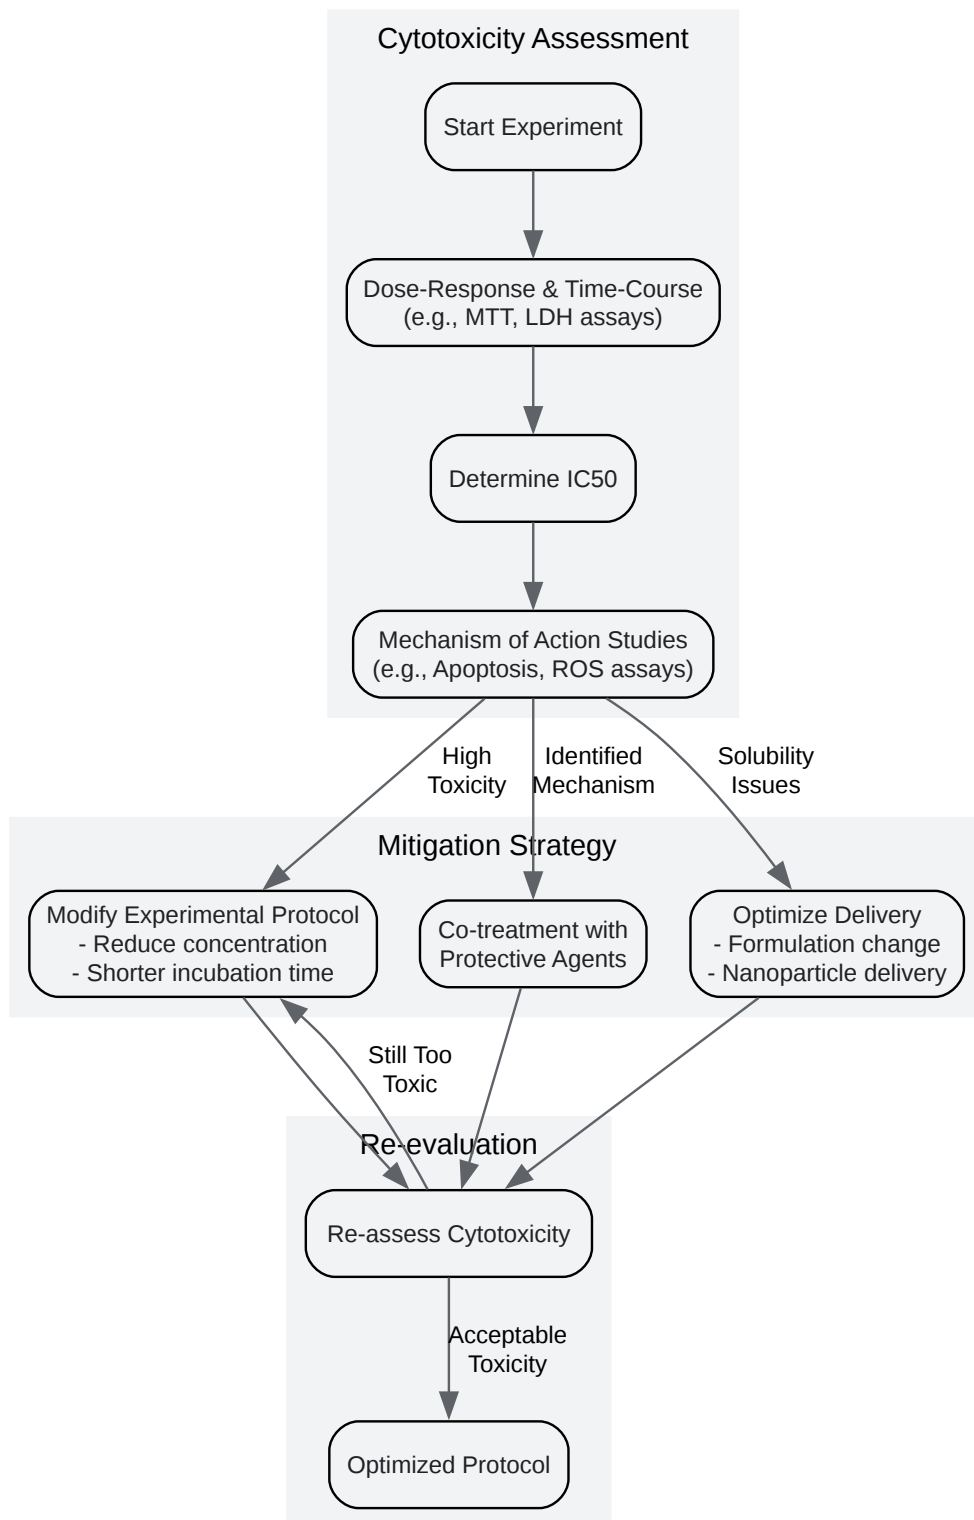 Cytotoxicity Assessment
Start Experiment
Dose-Response & Time-Course
(e.g., MTT, LDH assays)
Determine IC50
Mechanism of Action Studies
(e.g., Apoptosis, ROS assays)
High
Toxicity
Identified
Mechanism
Solubility
Issues
Mitigation Strategy
Modify Experimental Protocol
- Reduce concentration
- Shorter incubation time
Co-treatment with
Protective Agents
Optimize Delivery
- Formulation change
- Nanoparticle delivery
Still Too
Toxic
Re-evaluation
Re-assess Cytotoxicity
Acceptable
Toxicity
Optimized Protocol